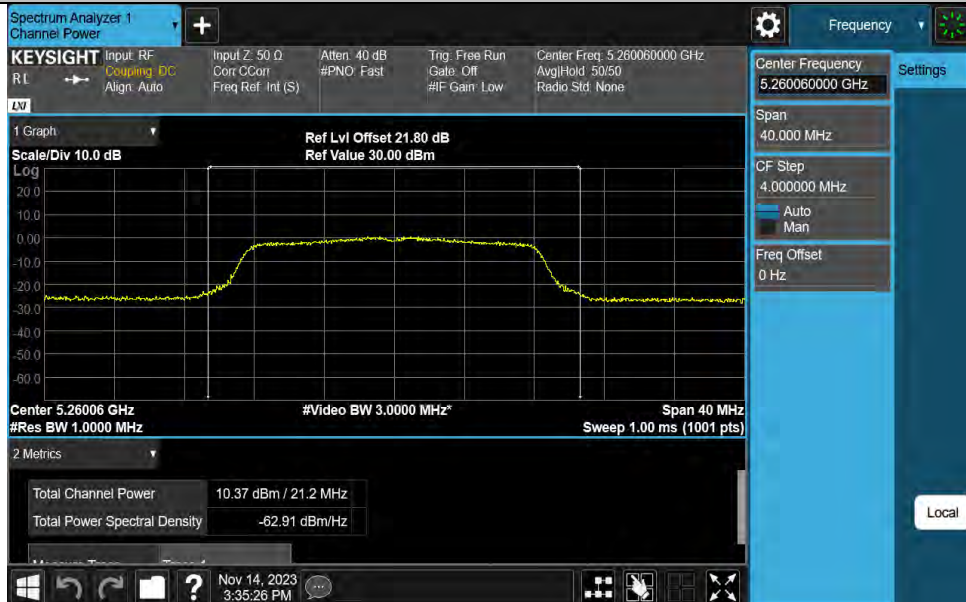 Spectrum Analyzer 1
Channel Power
Frequency
KEYSIGHT
Input: RF
Coupling: DC
Align: Auto
Input Z: 50 Ω
Corr CCorr
Freq Ref: Int (S)
Atten: 40 dB
#PNO: Fast
Trig: Free Run
Gate: Off
#IF Gain: Low
Center Freq: 5.260060000 GHz
Avg|Hold: 50/50
Radio Std: None
LXI
Center Frequency
5.260060000 GHz
Settings
Span
40.000 MHz
CF Step
4.000000 MHz
Auto
Man
Freq Offset
0 Hz
Local
1 Graph
Scale/Div 10.0 dB
Ref Lvl Offset 21.80 dB
Ref Value 30.00 dBm
Log
20.0
10.0
0.00
-10.0
-20.0
-30.0
-40.0
-50.0
-60.0
Center 5.26006 GHz
#Video BW 3.0000 MHz*
Span 40 MHz
#Res BW 1.0000 MHz
Sweep 1.00 ms (1001 pts)
2 Metrics
Total Channel Power 10.37 dBm / 21.2 MHz
Total Power Spectral Density -62.91 dBm/Hz
Nov 14, 2023
3:35:26 PM